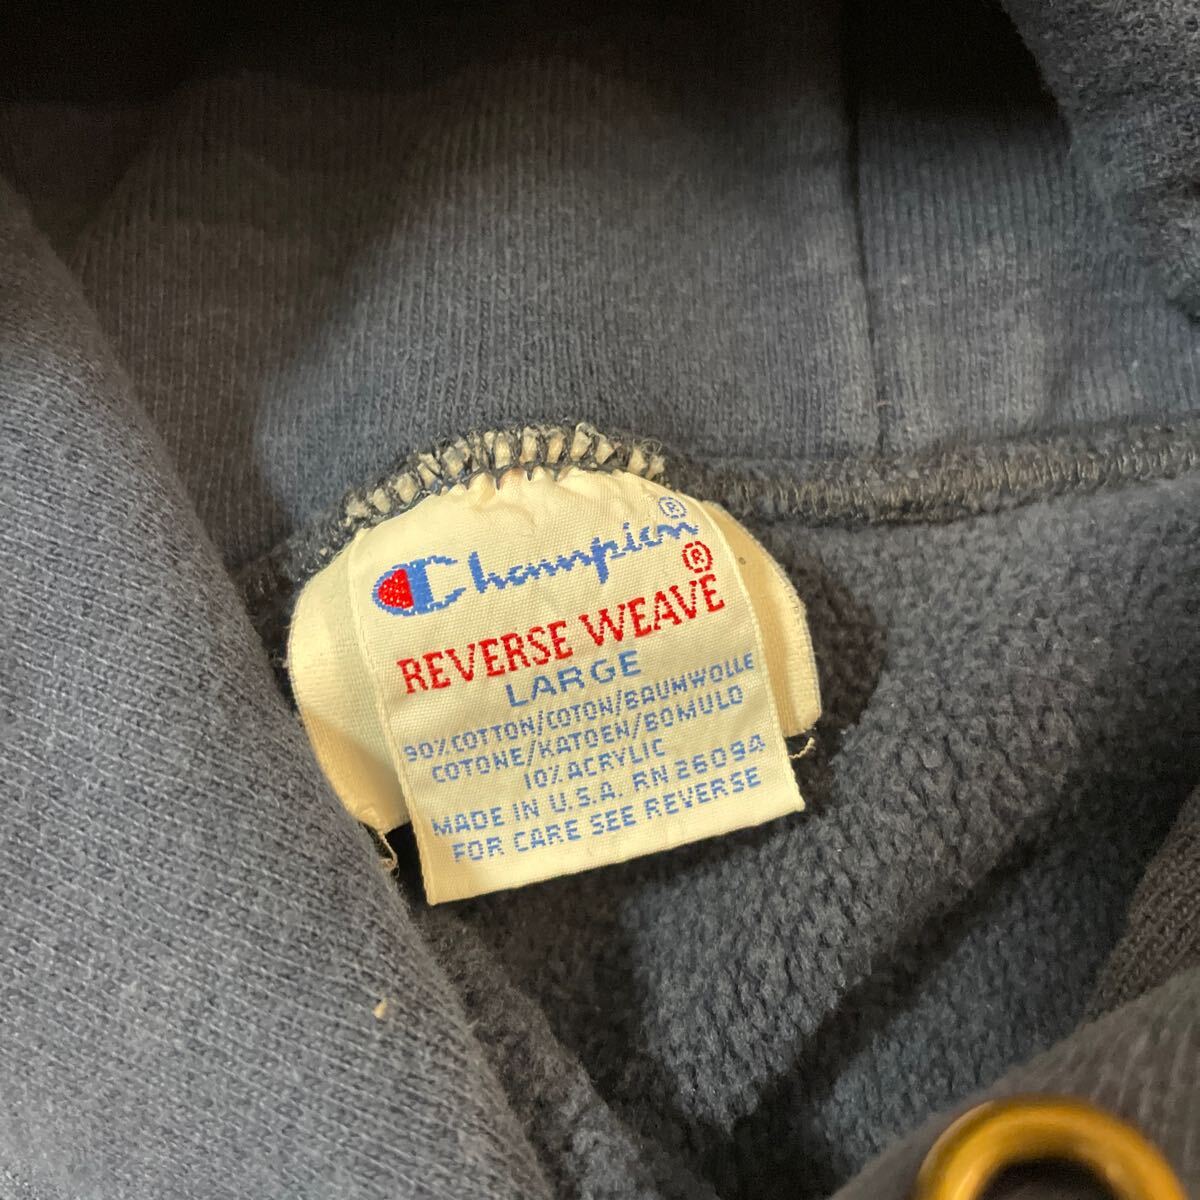 Champion®
REVERSE WEAVE®
LARGE
90% COTTON/COTON/BAUMWOLLE
COTONE/KATOEN/BOMULO
10% ACRYLIC
MADE IN U.S.A. RN 26094
FOR CARE SEE REVERSE